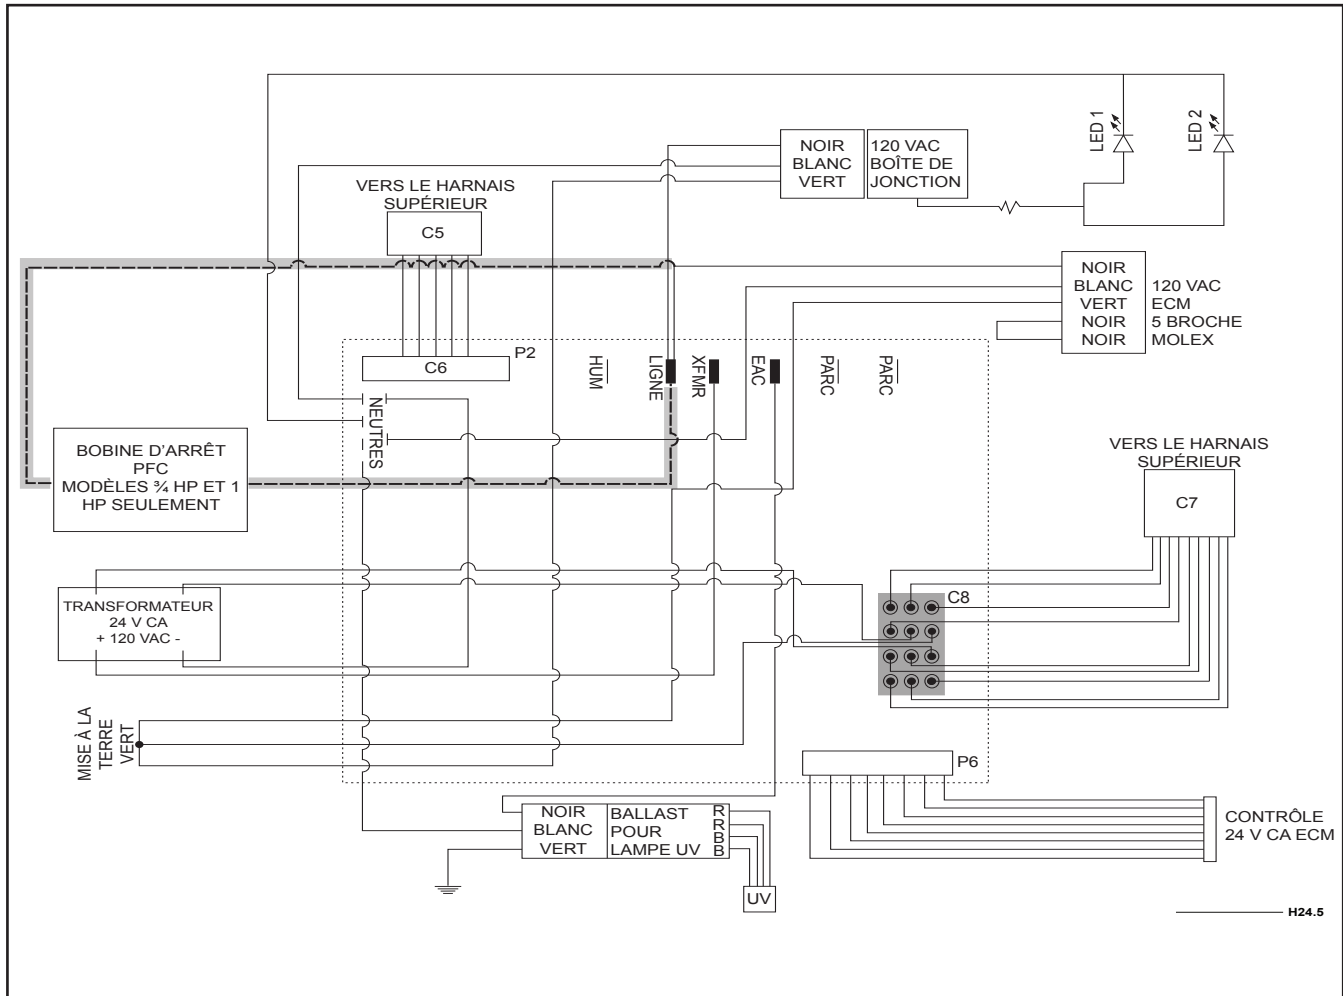 LED 1
LED 2
NOIR
BLANC
VERT
120 VAC
BOÎTE DE
JONCTION
VERS LE HARNAIS
SUPÉRIEUR
C5
NOIR
BLANC
VERT
NOIR
NOIR
120 VAC
ECM
5 BROCHE
MOLEX
P2
C6
HUM
LIGNE
XFMR
EAC
PARC
PARC
NEUTRES
BOBINE D'ARRÊT
PFC
MODÈLES ¾ HP ET 1
HP SEULEMENT
VERS LE HARNAIS
SUPÉRIEUR
C7
C8
TRANSFORMATEUR
24 V CA
+ 120 VAC -
MISE À LA
TERRE
VERT
P6
NOIR
BLANC
VERT
BALLAST
POUR
LAMPE UV
R
R
B
B
UV
CONTRÔLE
24 V CA ECM
H24.5